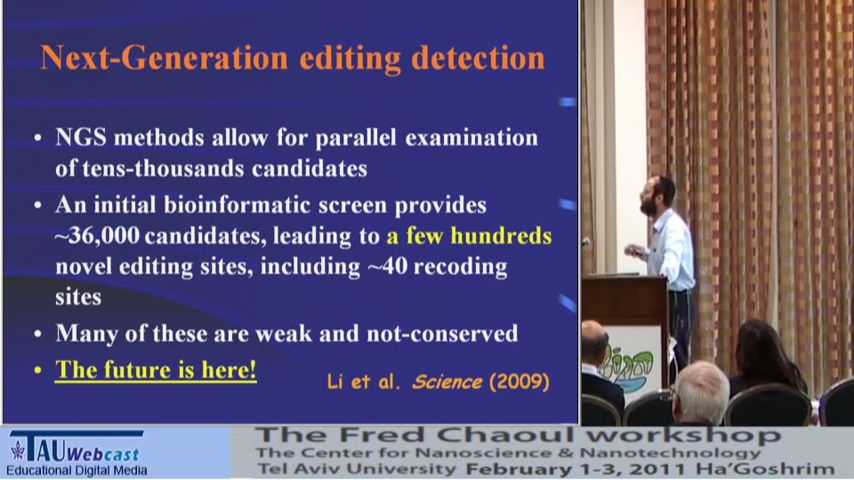 Next-Generation editing detection
• NGS methods allow for parallel examination
of tens-thousands candidates
• An initial bioinformatic screen provides
~36,000 candidates, leading to a few hundreds
novel editing sites, including ~40 recoding
sites
• Many of these are weak and not-conserved
• The future is here!
Li et al. Science (2009)
TAU Webcast
Educational Digital Media
The Fred Chaoul workshop
The Center for Nanoscience & Nanotechnology
Tel Aviv University February 1-3, 2011 Ha'Goshrim